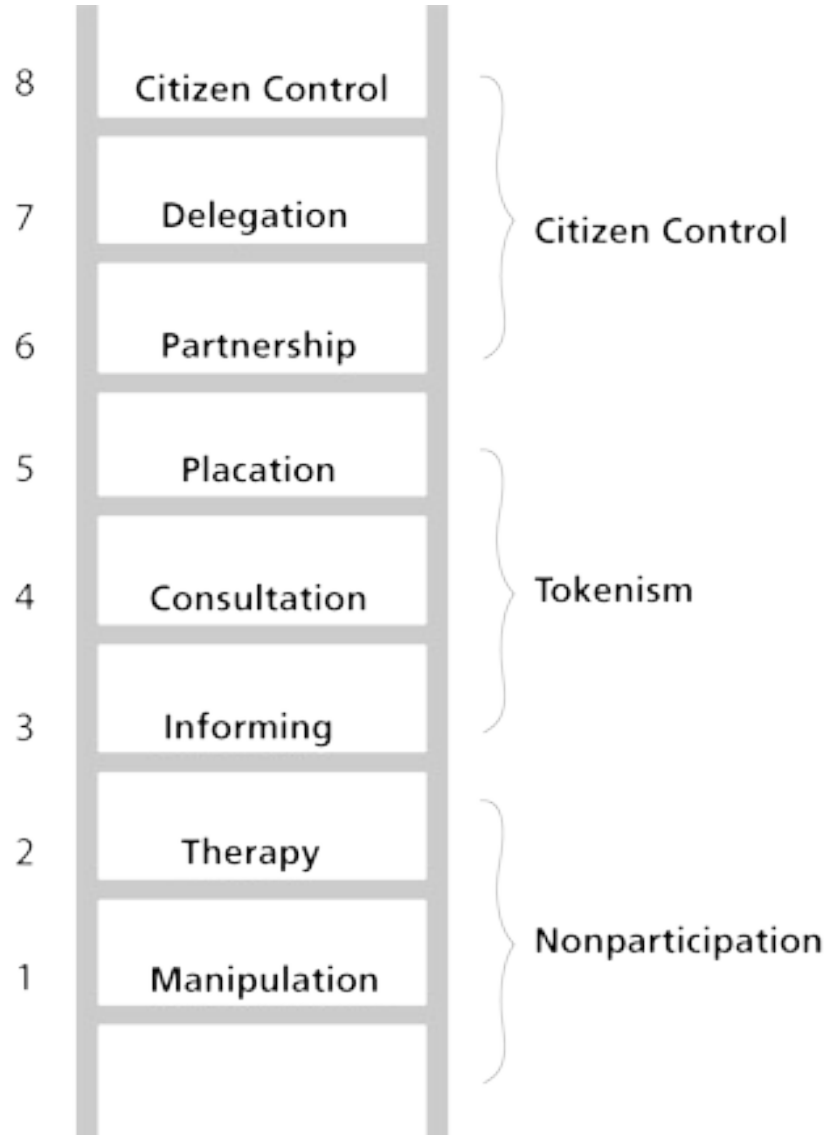 8 Citizen Control
7 Delegation
Citizen Control
6 Partnership
5 Placation
4 Consultation
Tokenism
3 Informing
2 Therapy
Nonparticipation
1 Manipulation